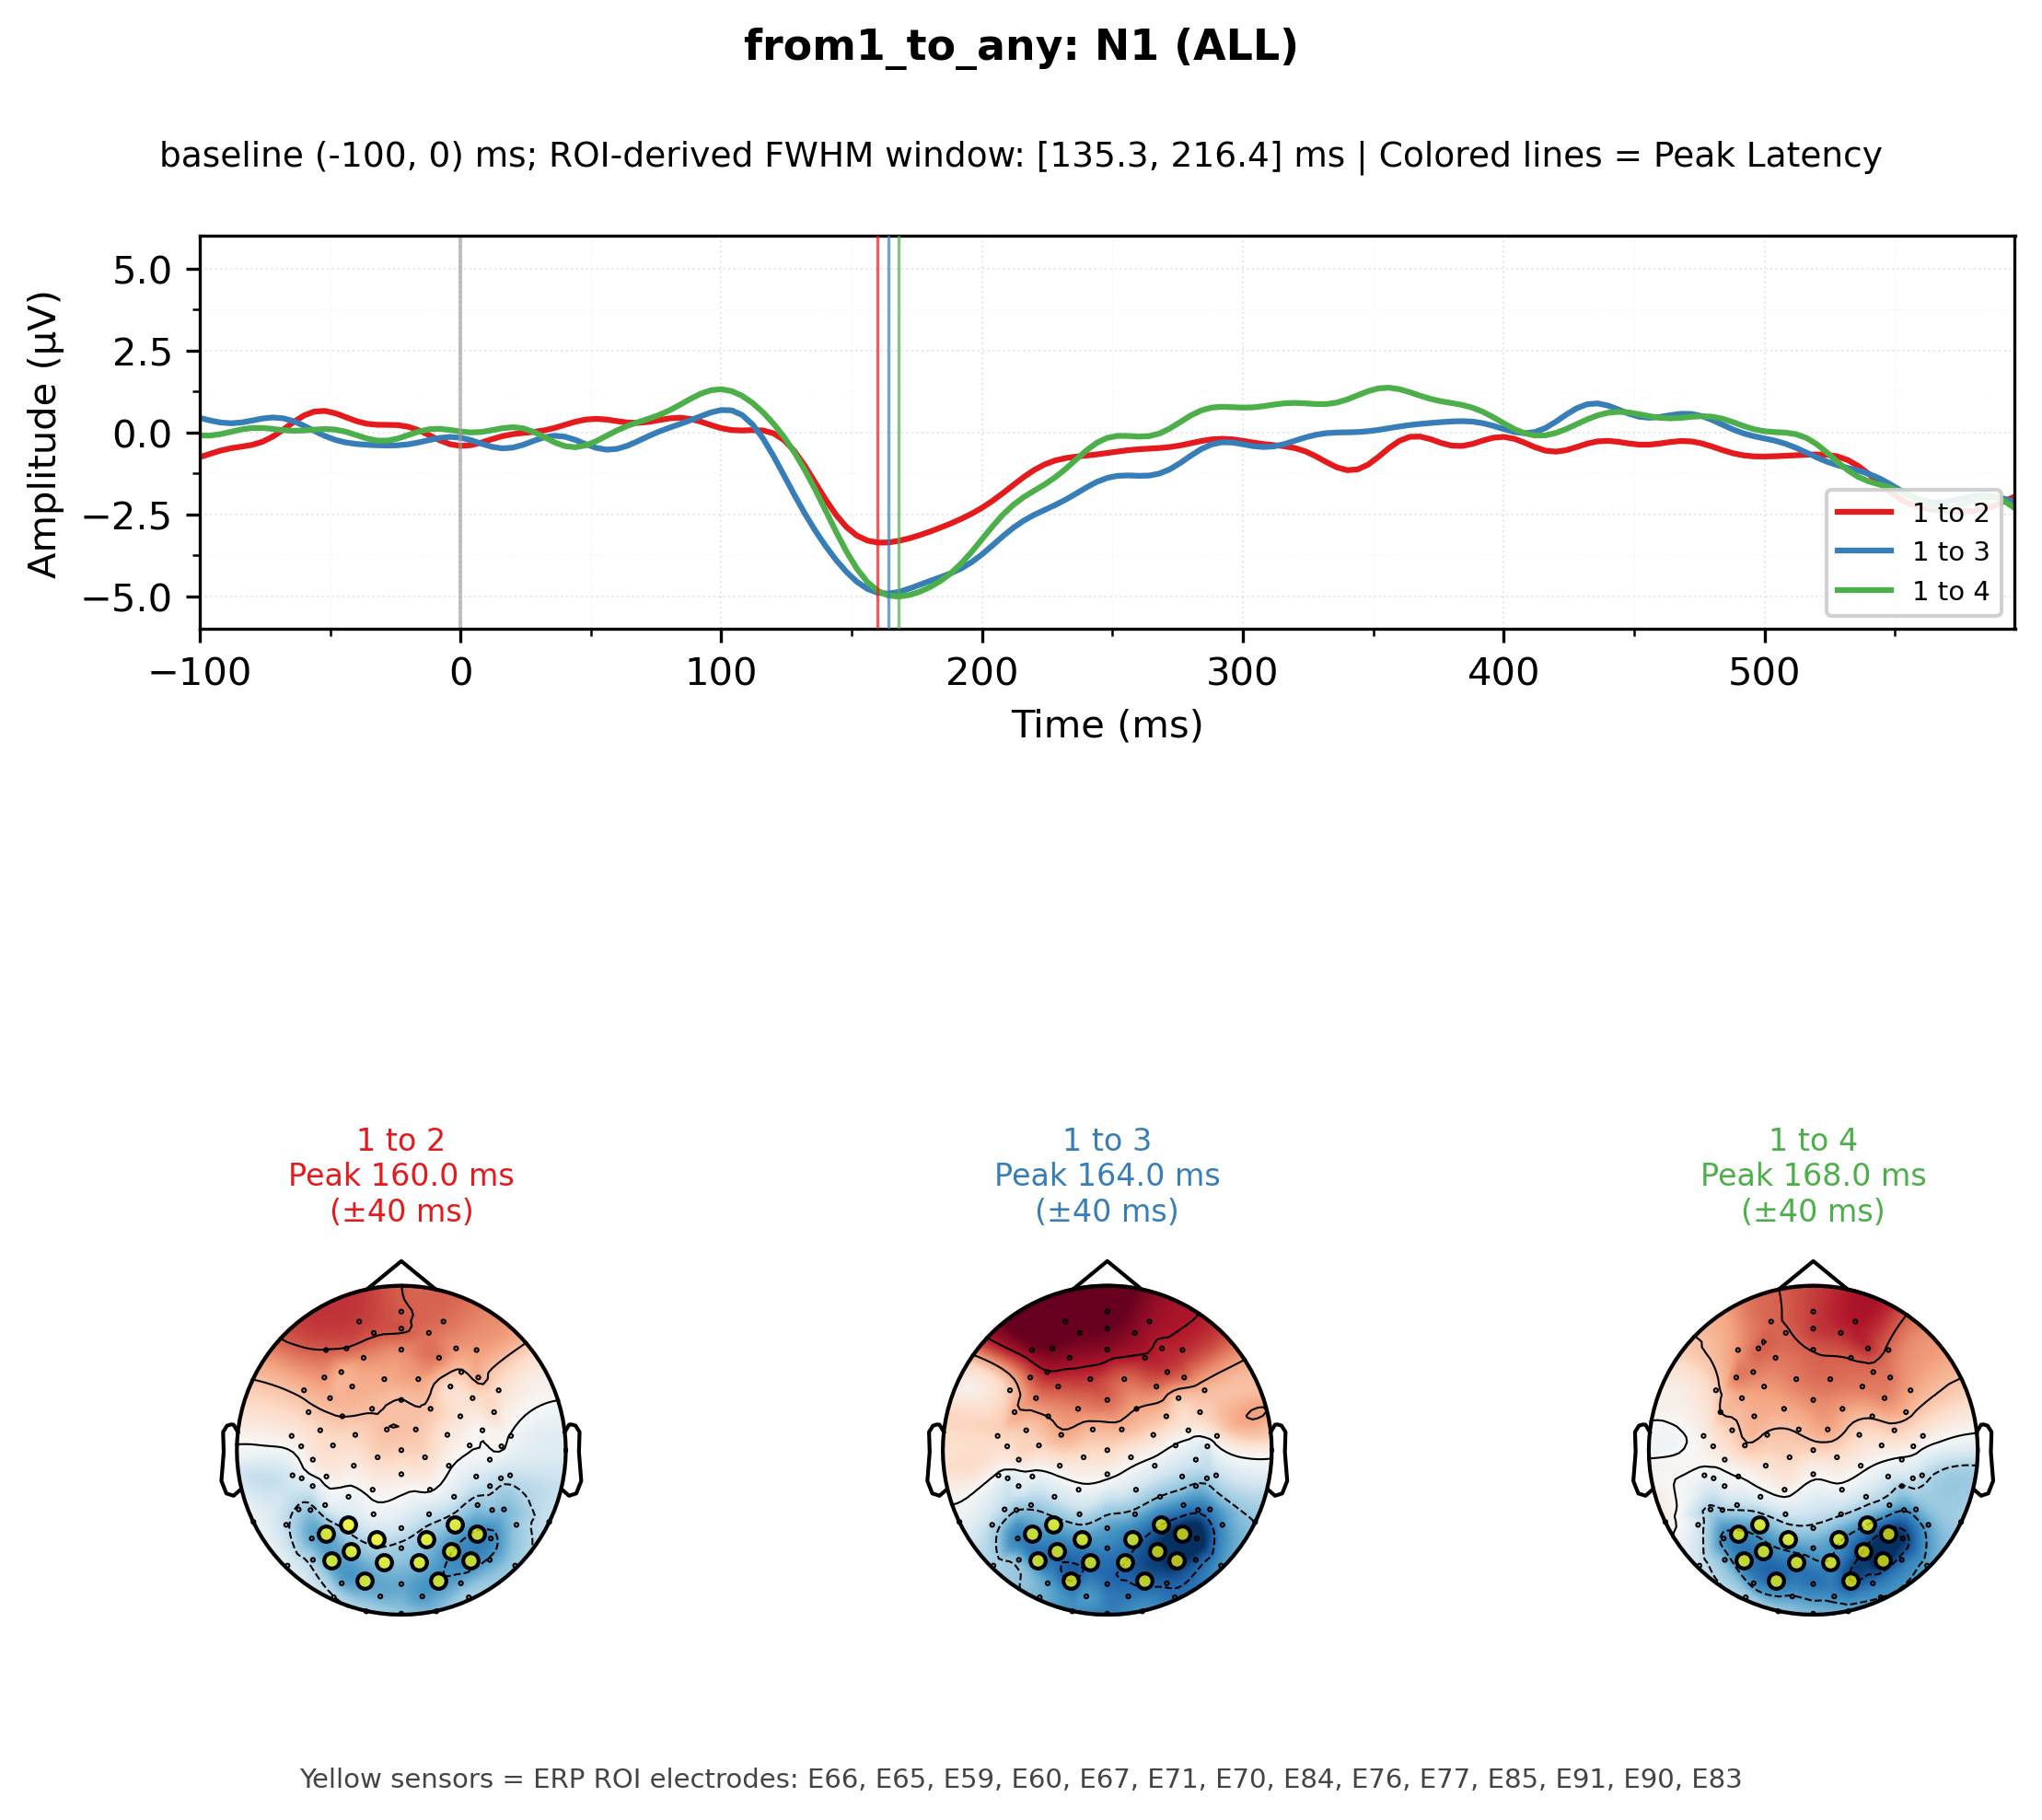 from1_to_any: N1 (ALL)
baseline (-100, 0) ms; ROI-derived FWHM window: [135.3, 216.4] ms | Colored lines = Peak Latency
Amplitude (μV)
5.0
2.5
0.0
−2.5
−5.0
1 to 2
1 to 3
1 to 4
−100
0
100
200
300
400
500
Time (ms)
1 to 2
Peak 160.0 ms
(±40 ms)
1 to 3
Peak 164.0 ms
(±40 ms)
1 to 4
Peak 168.0 ms
(±40 ms)
Yellow sensors = ERP ROI electrodes: E66, E65, E59, E60, E67, E71, E70, E84, E76, E77, E85, E91, E90, E83